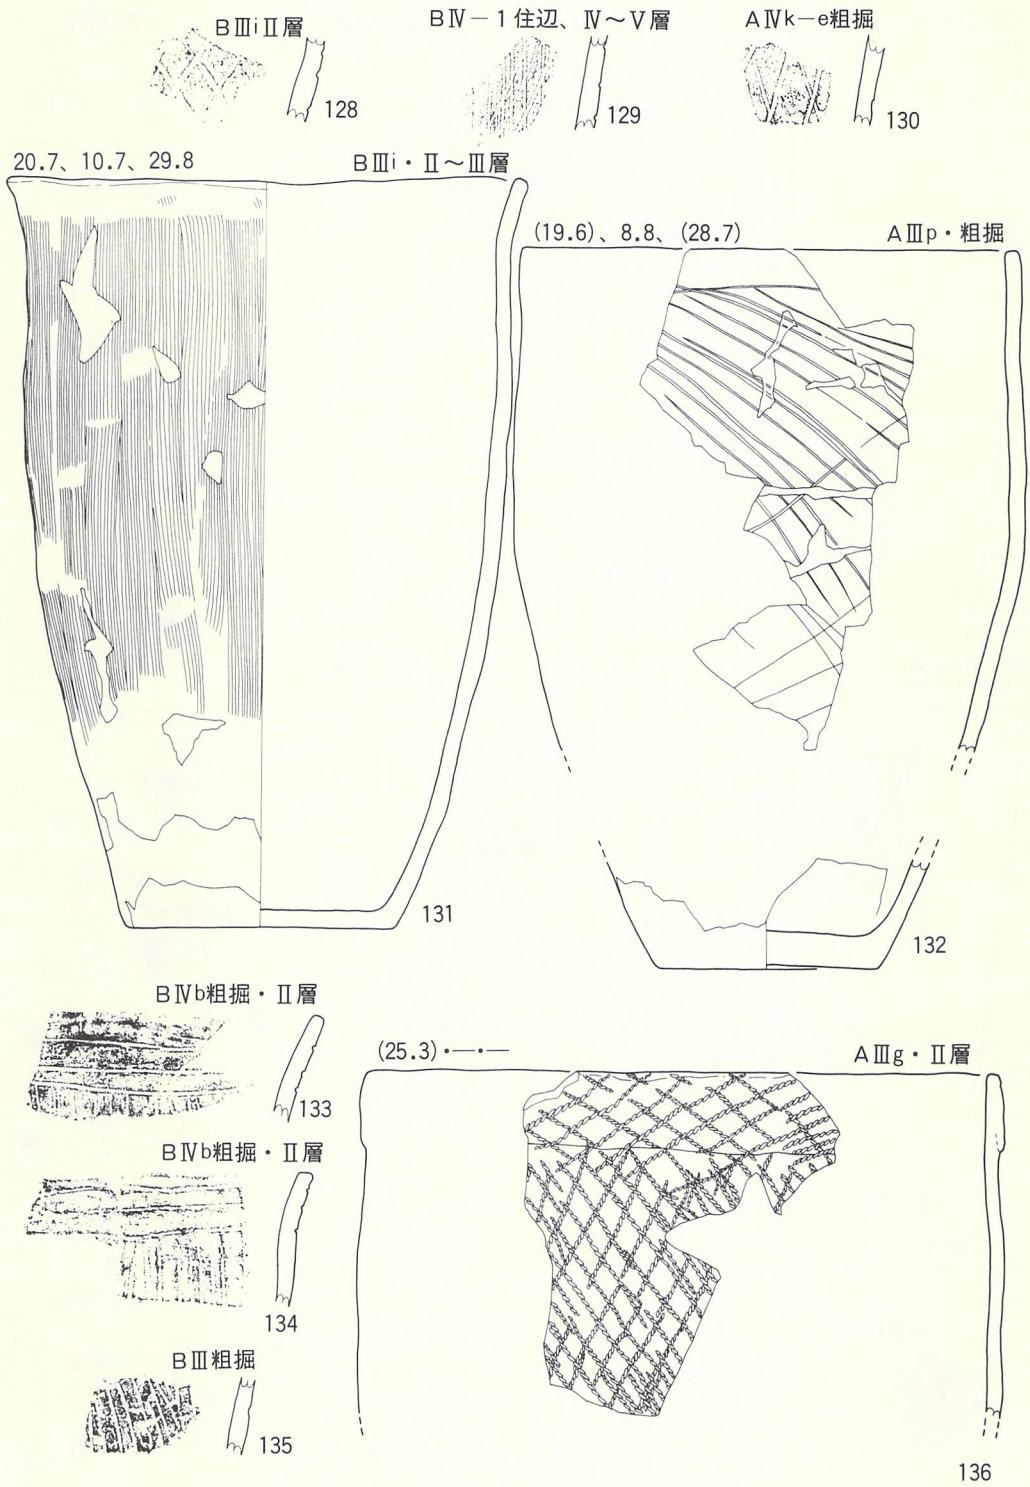 BⅢiⅡ層
128
BⅣ−1住辺、Ⅳ〜Ⅴ層
129
AⅣk−e粗掘
130
20.7、10.7、29.8
BⅢi・Ⅱ〜Ⅲ層
131
(19.6)、8.8、(28.7)
AⅢp・粗掘
132
BⅣb粗掘・Ⅱ層
133
BⅣb粗掘・Ⅱ層
134
BⅢ粗掘
135
(25.3)・—・—
AⅢg・Ⅱ層
136